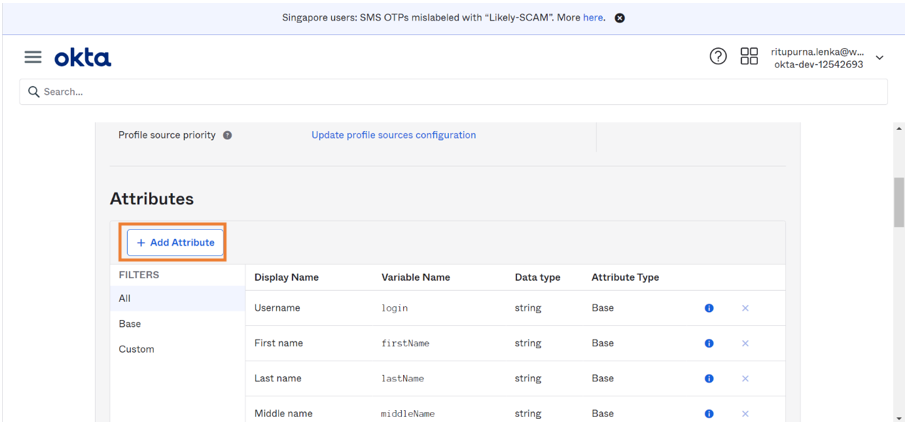 Singapore users: SMS OTPs mislabeled with “Likely-SCAM”. More here.
okta
ritupurna.lenka@w...
okta-dev-12542693
Search...
Profile source priority
Update profile sources configuration
Attributes
+ Add Attribute
FILTERS
All
Base
Custom
Display Name Variable Name Data type Attribute Type
Username login string Base
First name firstName string Base
Last name lastName string Base
Middle name middleName string Base